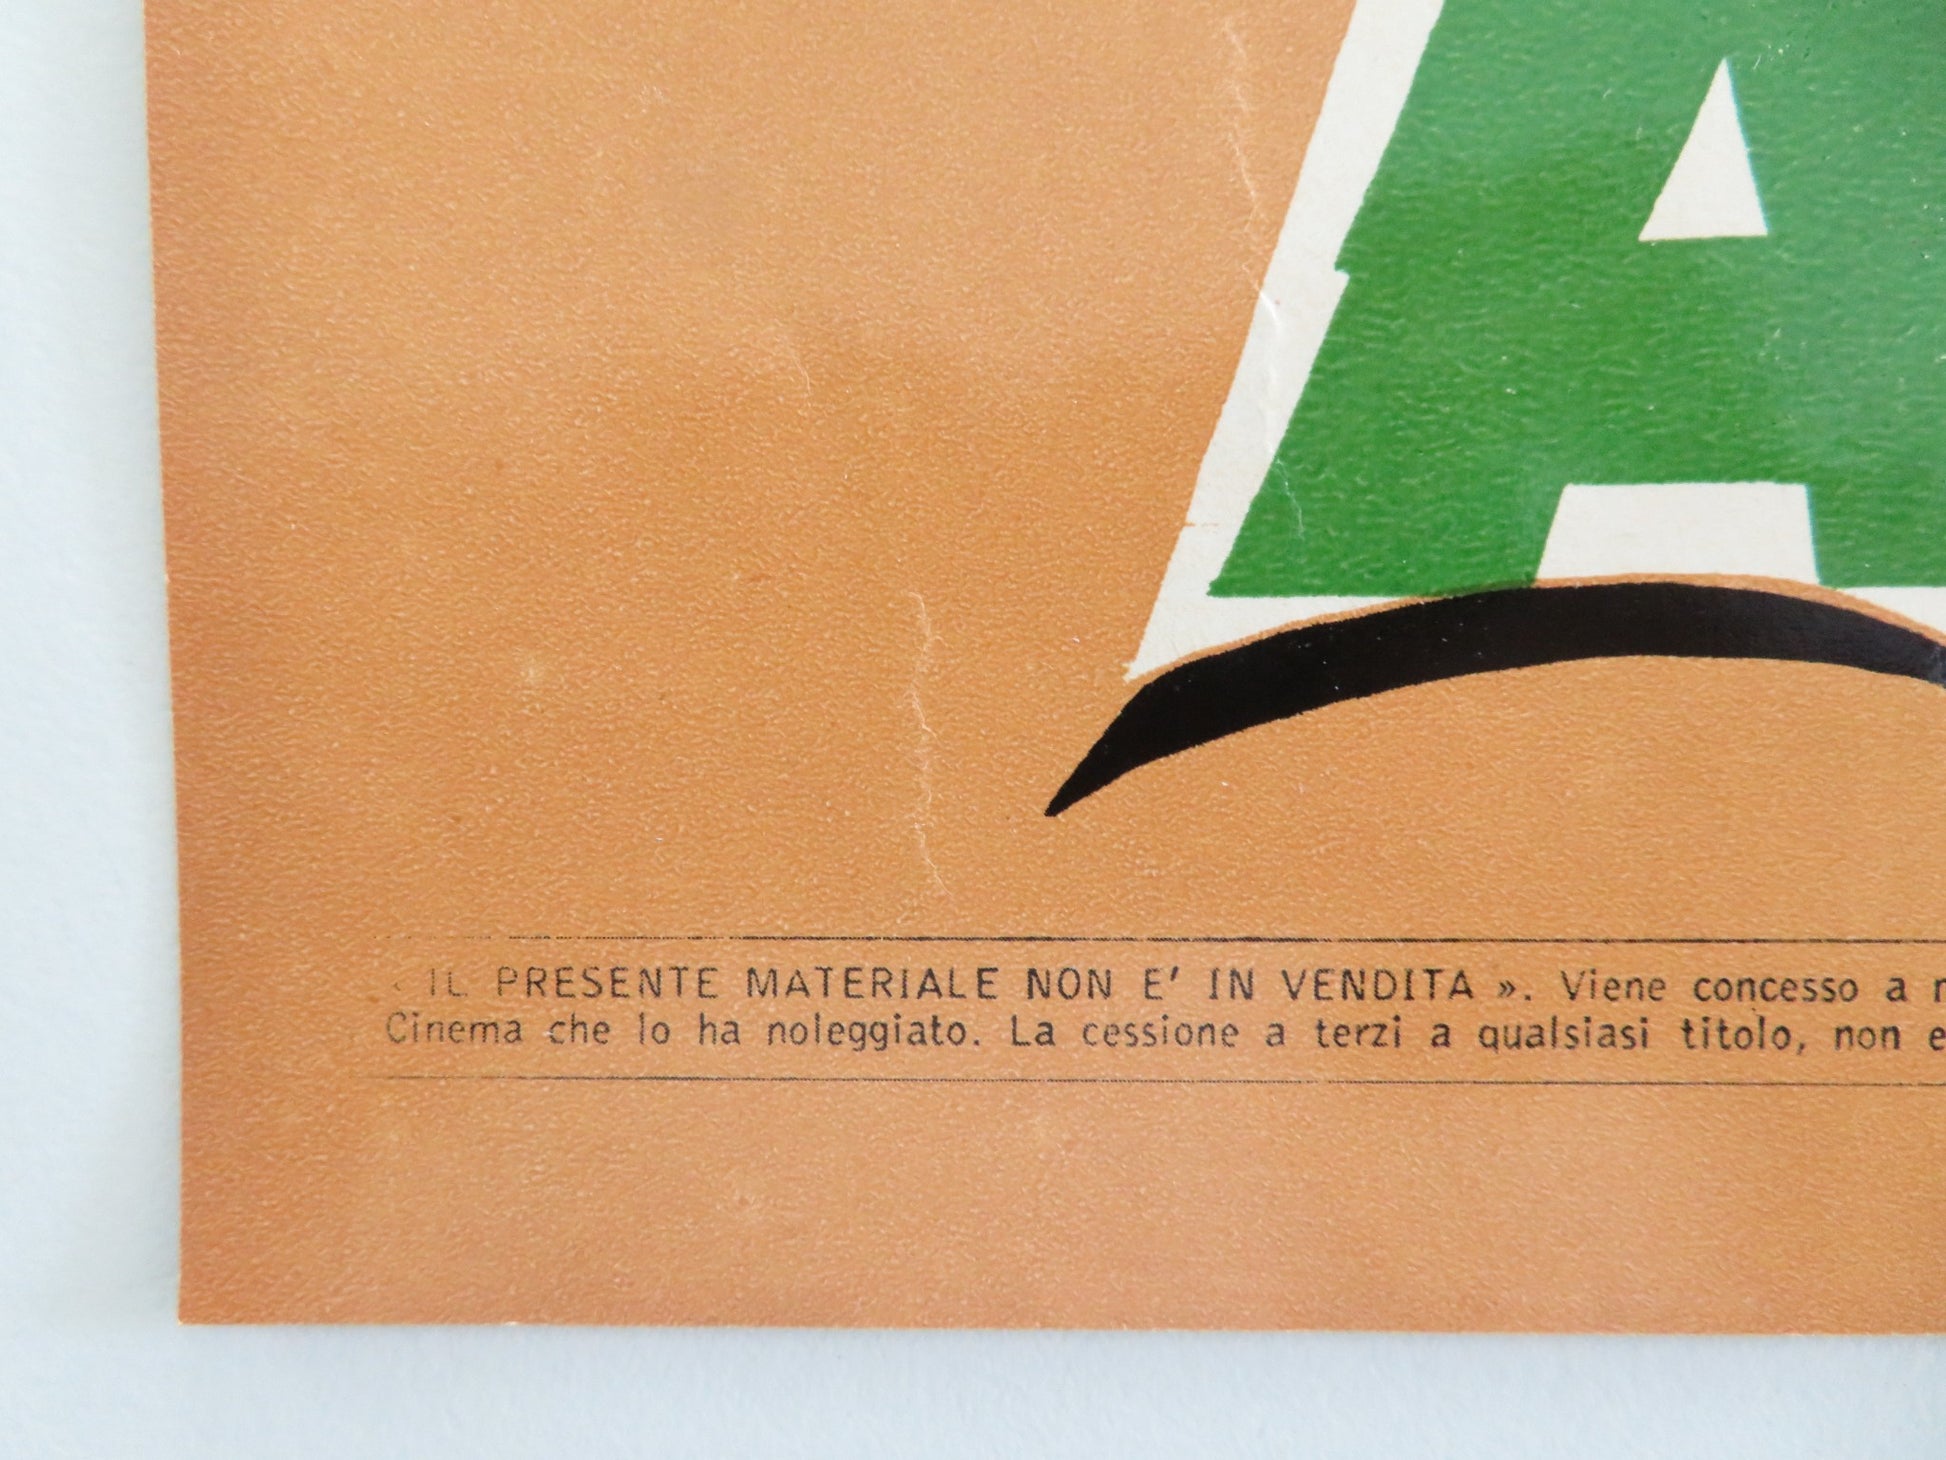 A
« IL PRESENTE MATERIALE NON E' IN VENDITA ». Viene concesso a
Cinema che lo ha noleggiato. La cessione a terzi a qualsiasi titolo, non